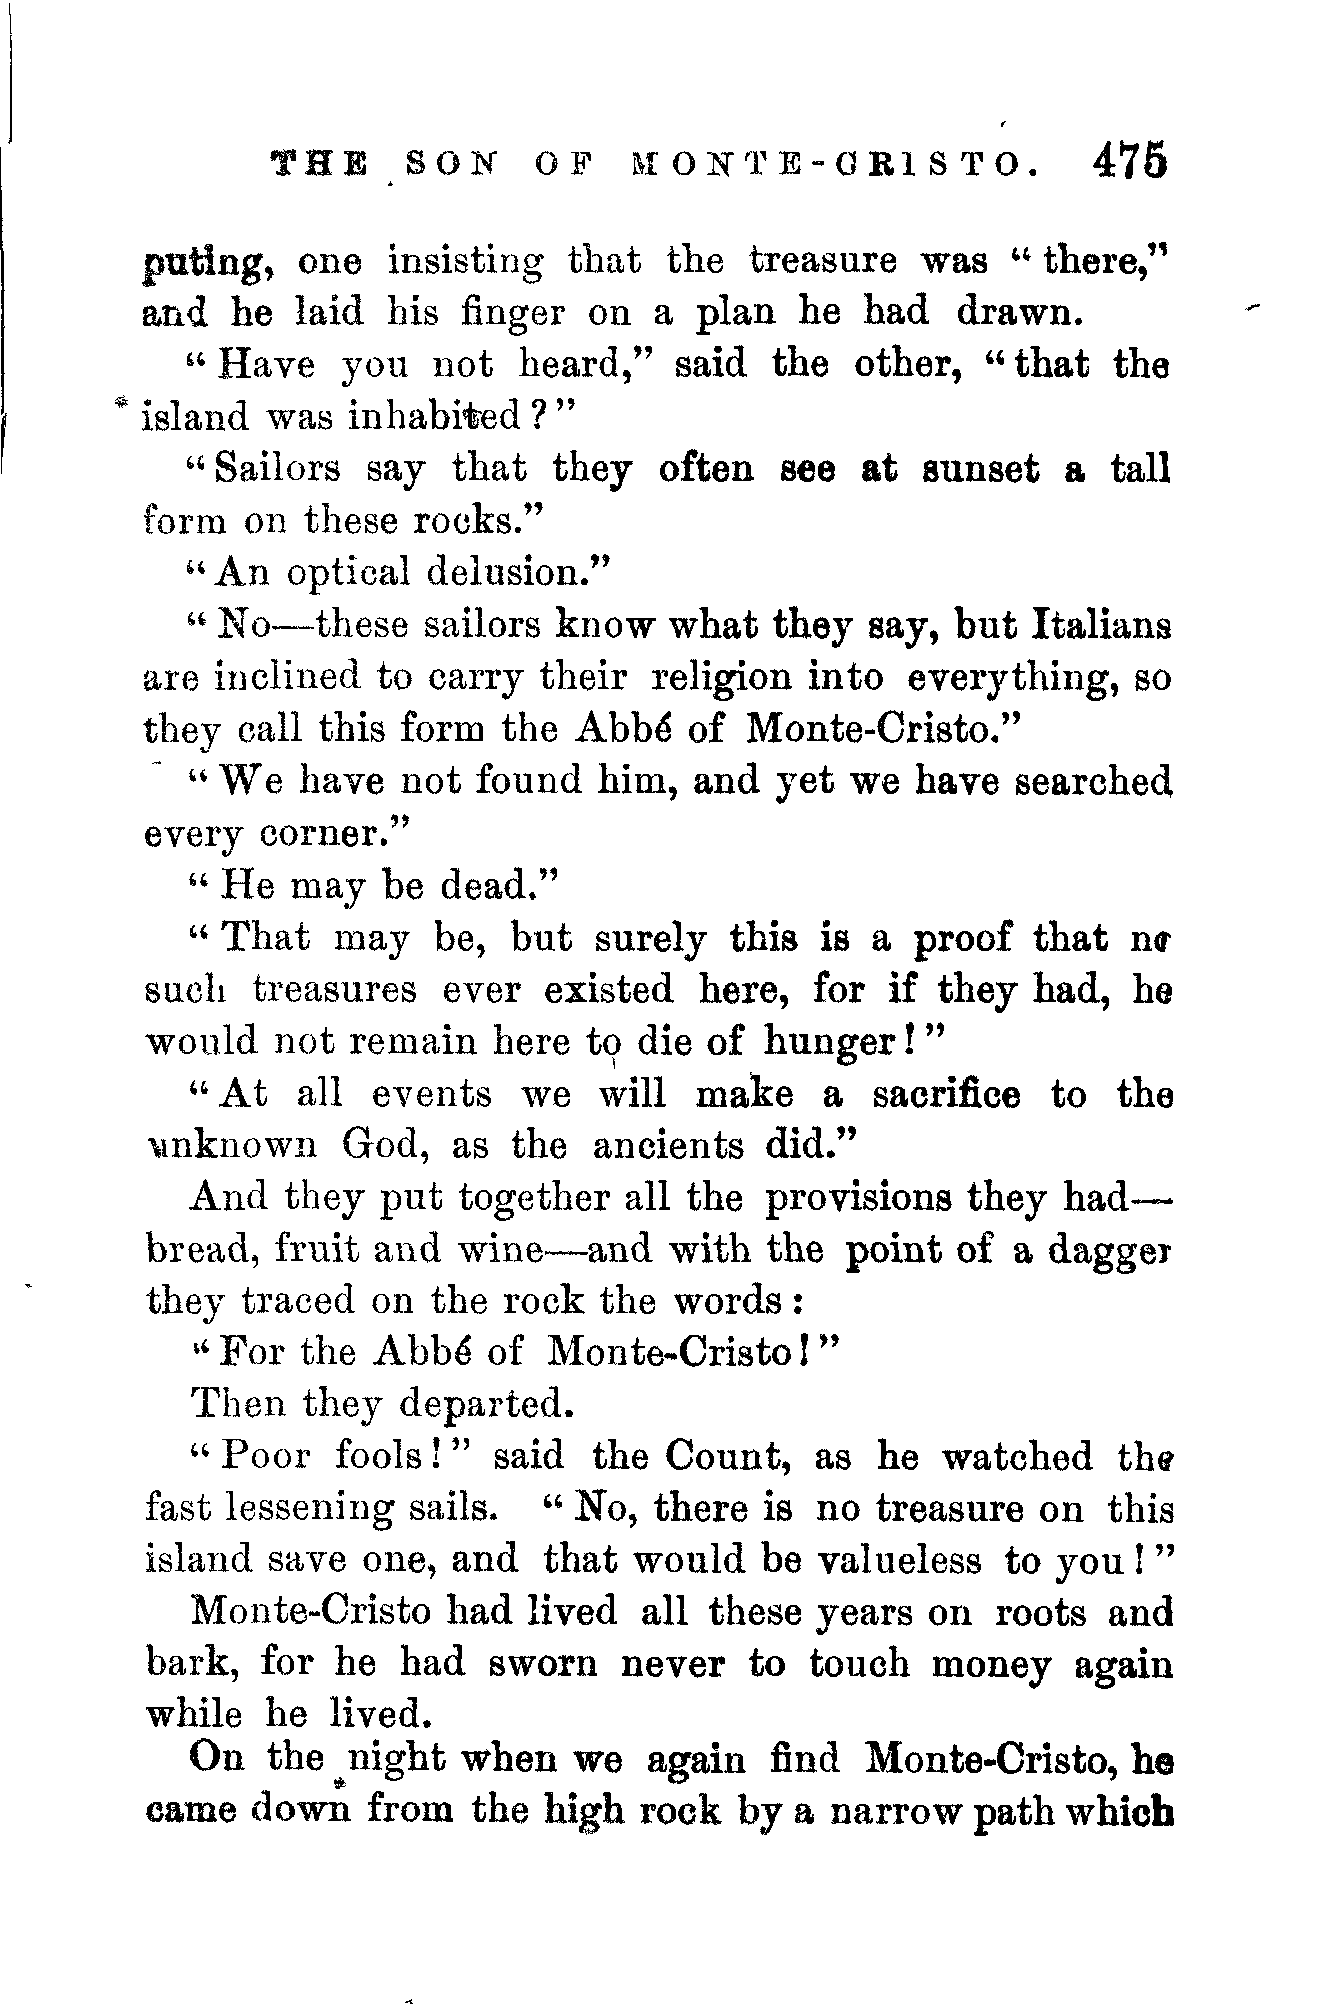 THE SON OF MONTE-CRISTO. 475
puting, one insisting that the treasure was “there,”
and he laid his finger on a plan he had drawn.
“Have you not heard,” said the other, “that the
island was inhabited?”
“Sailors say that they often see at sunset a tall
form on these rocks.”
“An optical delusion.”
“No—these sailors know what they say, but Italians
are inclined to carry their religion into everything, so
they call this form the Abbé of Monte-Cristo.”
“We have not found him, and yet we have searched
every corner.”
“He may be dead.”
“That may be, but surely this is a proof that no
such treasures ever existed here, for if they had, he
would not remain here to die of hunger!”
“At all events we will make a sacrifice to the
unknown God, as the ancients did.”
And they put together all the provisions they had—
bread, fruit and wine—and with the point of a dagger
they traced on the rock the words:
“For the Abbé of Monte-Cristo!”
Then they departed.
“Poor fools!” said the Count, as he watched the
fast lessening sails. “No, there is no treasure on this
island save one, and that would be valueless to you!”
Monte-Cristo had lived all these years on roots and
bark, for he had sworn never to touch money again
while he lived.
On the night when we again find Monte-Cristo, he
came down from the high rock by a narrow path which